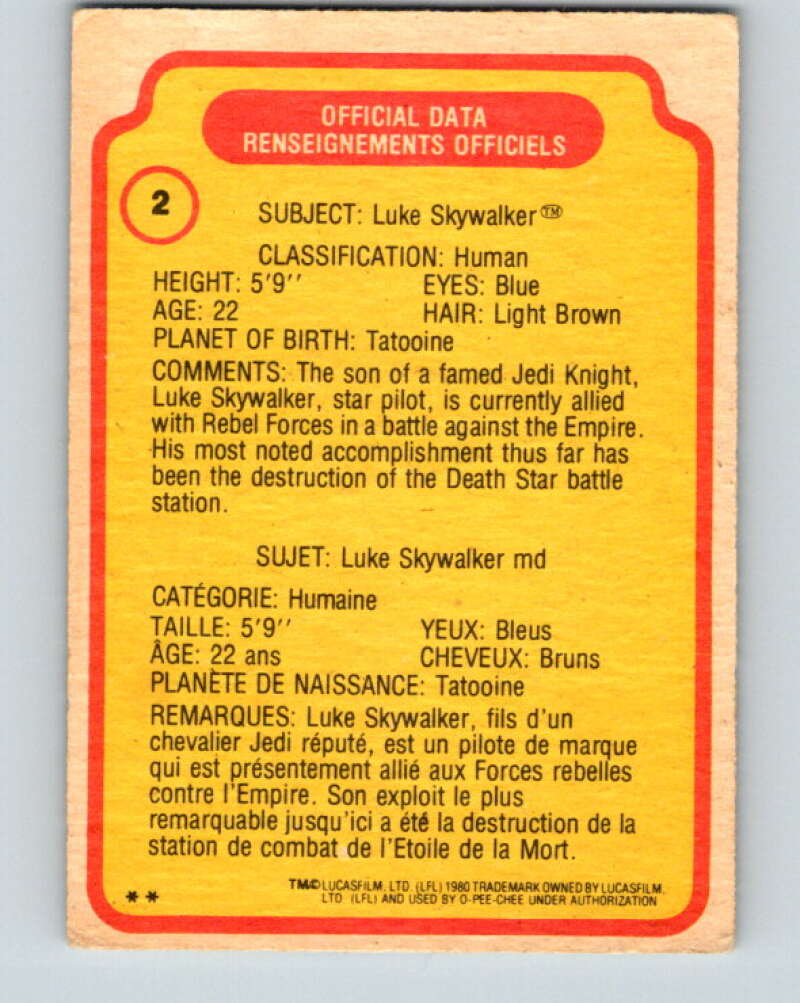 OFFICIAL DATA
RENSEIGNEMENTS OFFICIELS
2
SUBJECT: Luke Skywalker™
CLASSIFICATION: Human
HEIGHT: 5'9'' EYES: Blue
AGE: 22 HAIR: Light Brown
PLANET OF BIRTH: Tatooine
COMMENTS: The son of a famed Jedi Knight,
Luke Skywalker, star pilot, is currently allied
with Rebel Forces in a battle against the Empire.
His most noted accomplishment thus far has
been the destruction of the Death Star battle
station.
SUJET: Luke Skywalker md
CATÉGORIE: Humaine
TAILLE: 5'9'' YEUX: Bleus
ÂGE: 22 ans CHEVEUX: Bruns
PLANÈTE DE NAISSANCE: Tatooine
REMARQUES: Luke Skywalker, fils d'un
chevalier Jedi réputé, est un pilote de marque
qui est présentement allié aux Forces rebelles
contre l'Empire. Son exploit le plus
remarquable jusqu'ici a été la destruction de la
station de combat de l'Etoile de la Mort.
** TM© LUCASFILM, LTD. (LFL) 1980 TRADEMARK OWNED BY LUCASFILM,
LTD. (LFL) AND USED BY O-PEE-CHEE UNDER AUTHORIZATION